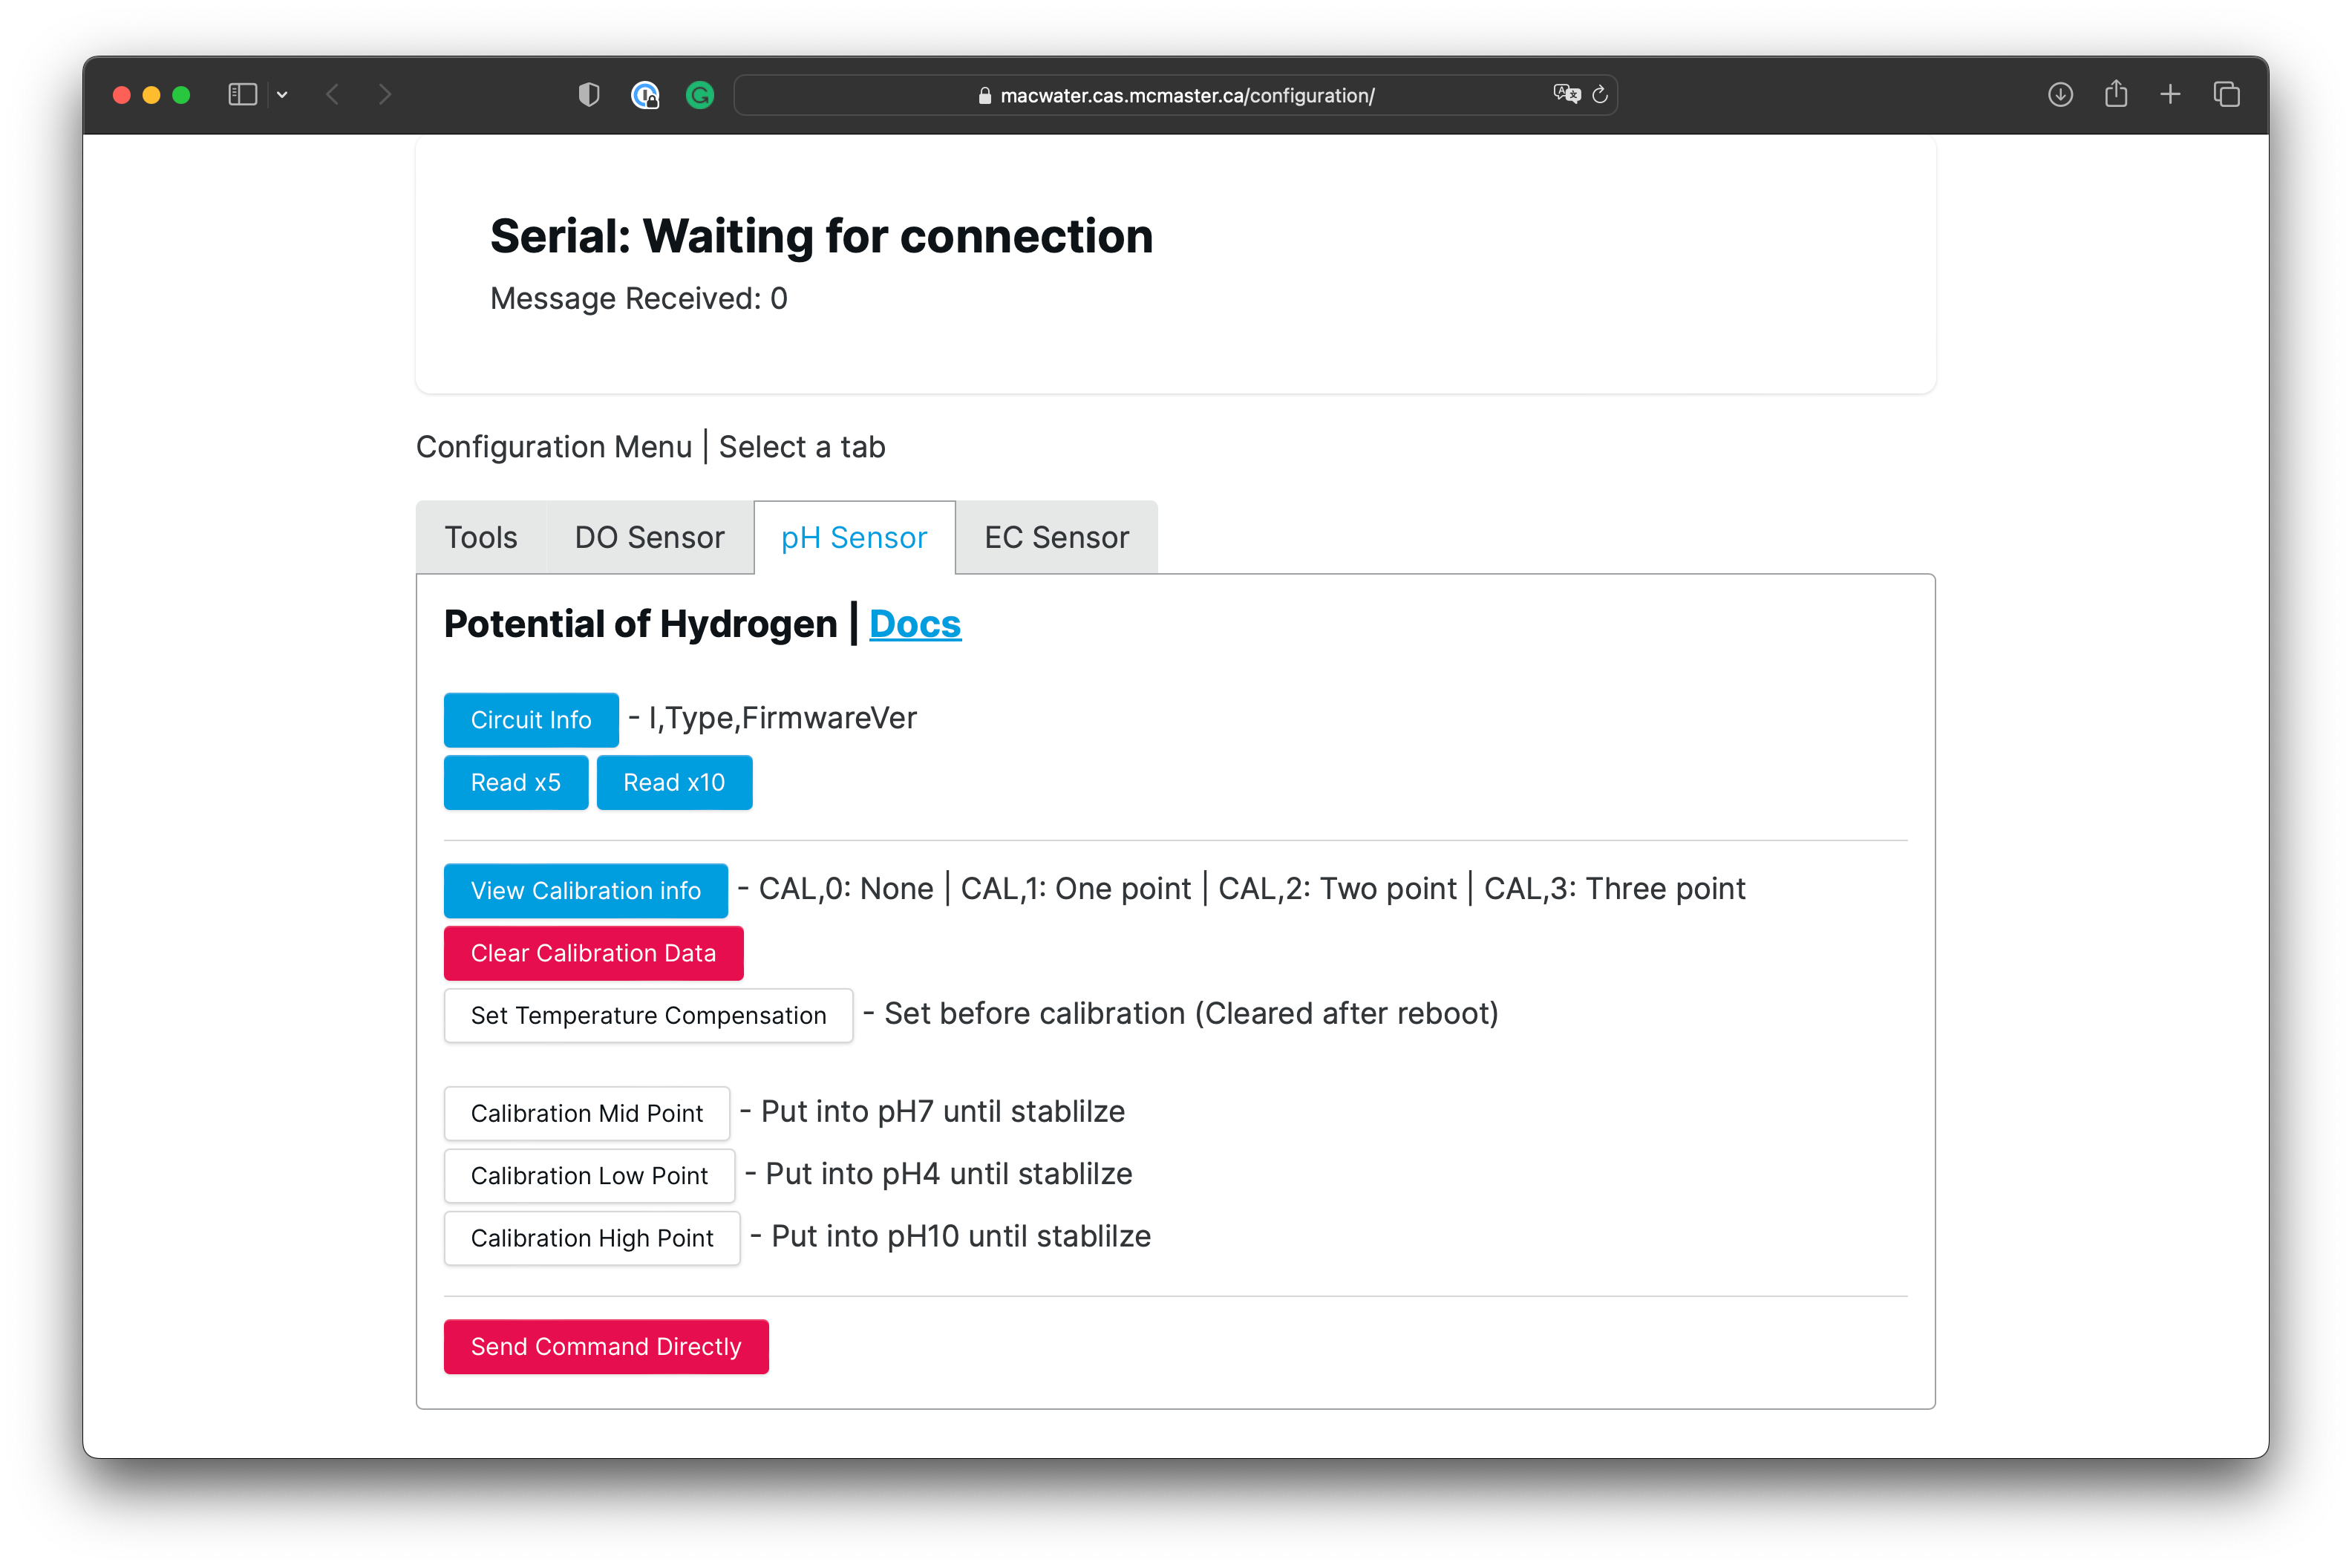 macwater.cas.mcmaster.ca/configuration/
Serial: Waiting for connection
Message Received: 0
Configuration Menu | Select a tab
Tools DO Sensor pH Sensor EC Sensor
Potential of Hydrogen | Docs
Circuit Info - I,Type,FirmwareVer
Read x5 Read x10
View Calibration info - CAL,0: None | CAL,1: One point | CAL,2: Two point | CAL,3: Three point
Clear Calibration Data
Set Temperature Compensation - Set before calibration (Cleared after reboot)
Calibration Mid Point - Put into pH7 until stablilze
Calibration Low Point - Put into pH4 until stablilze
Calibration High Point - Put into pH10 until stablilze
Send Command Directly